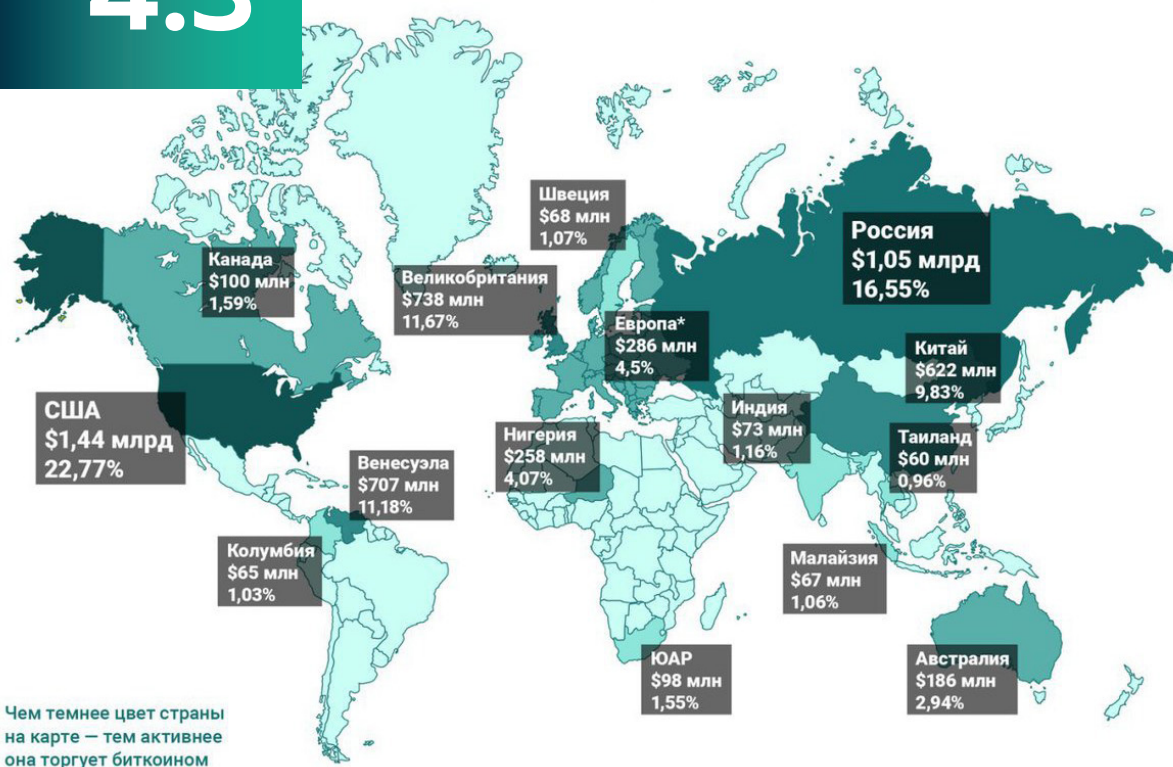 4.3
Швеция
$68 млн
1,07%
Россия
$1,05 млрд
16,55%
Канада
$100 млн
1,59%
Великобритания
$738 млн
11,67%
Европа*
$286 млн
4,5%
Китай
$622 млн
9,83%
США
$1,44 млрд
22,77%
Индия
$73 млн
1,16%
Нигерия
$258 млн
4,07%
Таиланд
$60 млн
0,96%
Венесуэла
$707 млн
11,18%
Колумбия
$65 млн
1,03%
Малайзия
$67 млн
1,06%
ЮАР
$98 млн
1,55%
Австралия
$186 млн
2,94%
Чем темнее цвет страны
на карте — тем активнее
она торгует биткоином